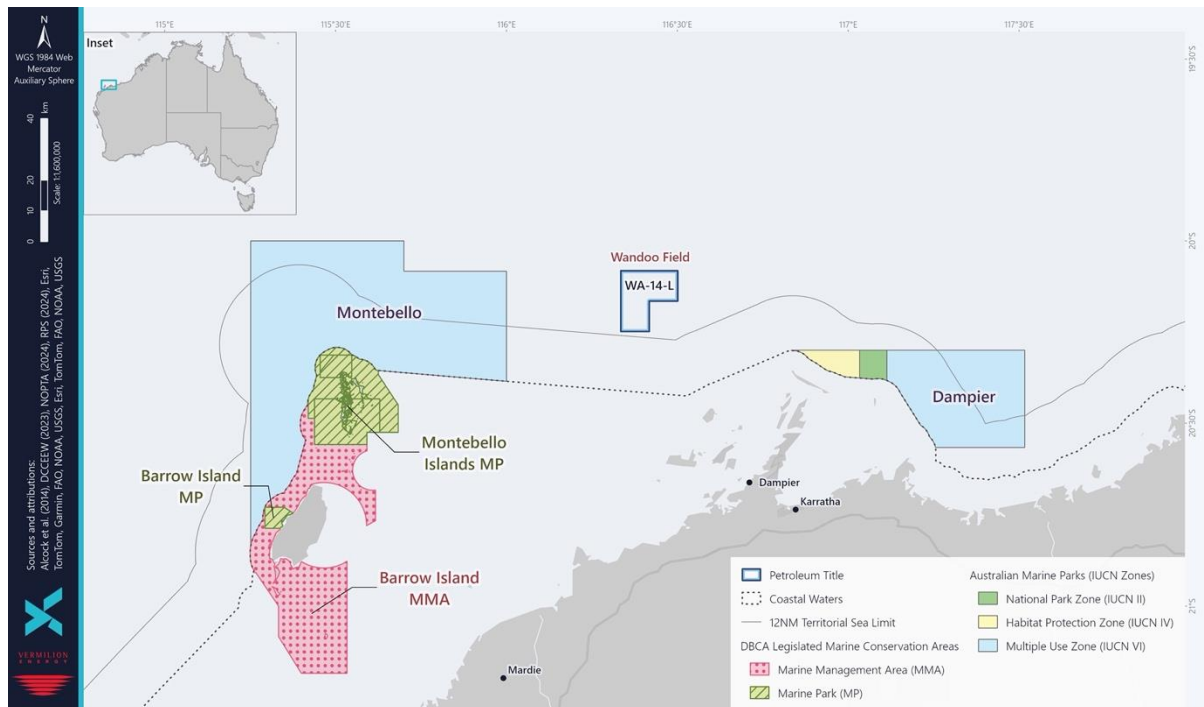 115°E
115°30'E
116°E
116°30'E
117°E
117°30'E
N
WGS 1984 Web
Mercator
Auxiliary Sphere
km
40
20
10
0
Scale: 1:1,600,000
Sources and attributions:
Alcock et al. (2014), DCCEEW (2023), NOPTA (2024), RPS (2024), Esri,
TomTom, Garmin, FAO, NOAA, USGS, Esri, TomTom, FAO, NOAA, USGS
VERMILION
ENERGY
Inset
19°30'S
20°S
20°30'S
21°S
Wandoo Field
WA-14-L
Montebello
Dampier
Montebello
Islands MP
Barrow Island
MP
Barrow Island
MMA
Dampier
Karratha
Mardie
Petroleum Title
Coastal Waters
12NM Territorial Sea Limit
DBCA Legislated Marine Conservation Areas
Marine Management Area (MMA)
Marine Park (MP)
Australian Marine Parks (IUCN Zones)
National Park Zone (IUCN II)
Habitat Protection Zone (IUCN IV)
Multiple Use Zone (IUCN VI)